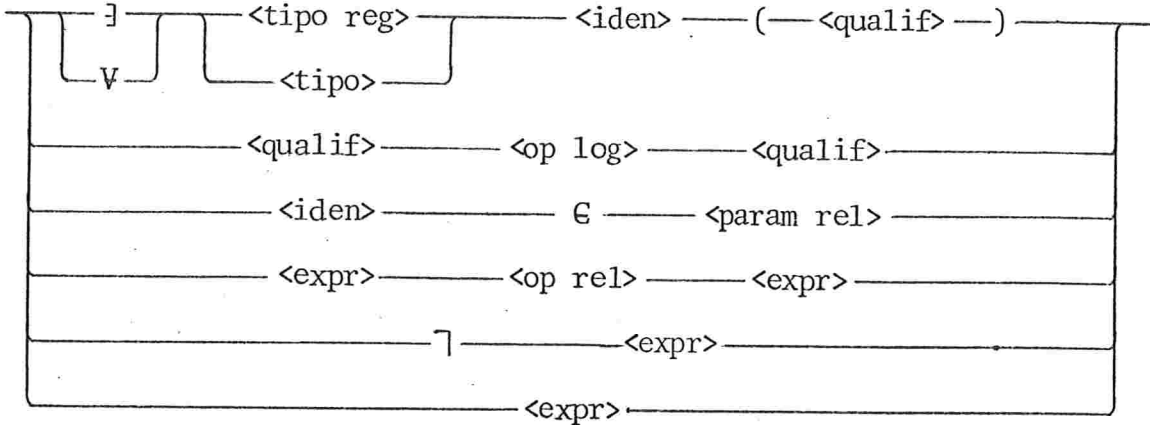 ∃ <tipo reg> <iden> ( <qualif> )
∀ <tipo>
<qualif> <op log> <qualif>
<iden> ∈ <param rel>
<expr> <op rel> <expr>
¬ <expr>
<expr>